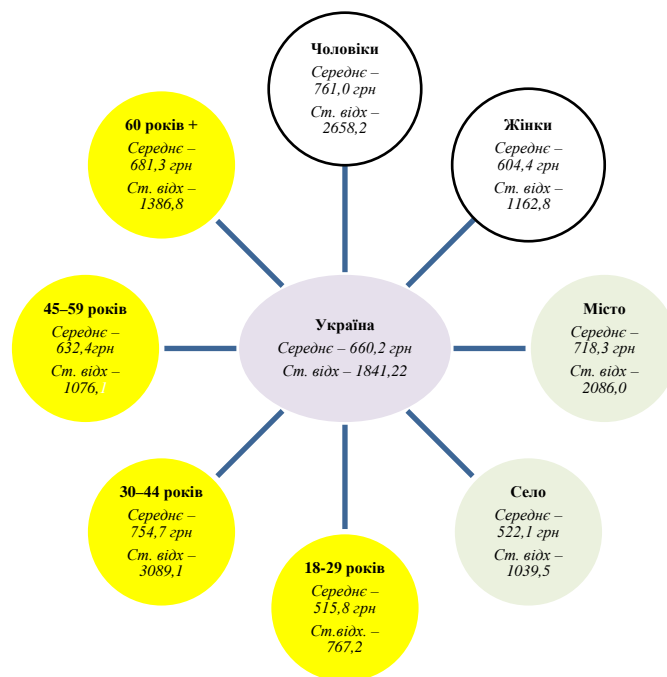 Чоловіки
Середнє –
761,0 грн
Ст. відх –
2658,2
Жінки
Середнє –
604,4 грн
Ст. відх –
1162,8
Місто
Середнє –
718,3 грн
Ст. відх –
2086,0
Село
Середнє –
522,1 грн
Ст. відх –
1039,5
18-29 років
Середнє –
515,8 грн
Ст.відх. –
767,2
30–44 років
Середнє –
754,7 грн
Ст. відх –
3089,1
45–59 років
Середнє –
632,4грн
Ст. відх –
1076,1
60 років +
Середнє –
681,3 грн
Ст. відх –
1386,8
Україна
Середнє – 660,2 грн
Ст. відх – 1841,22